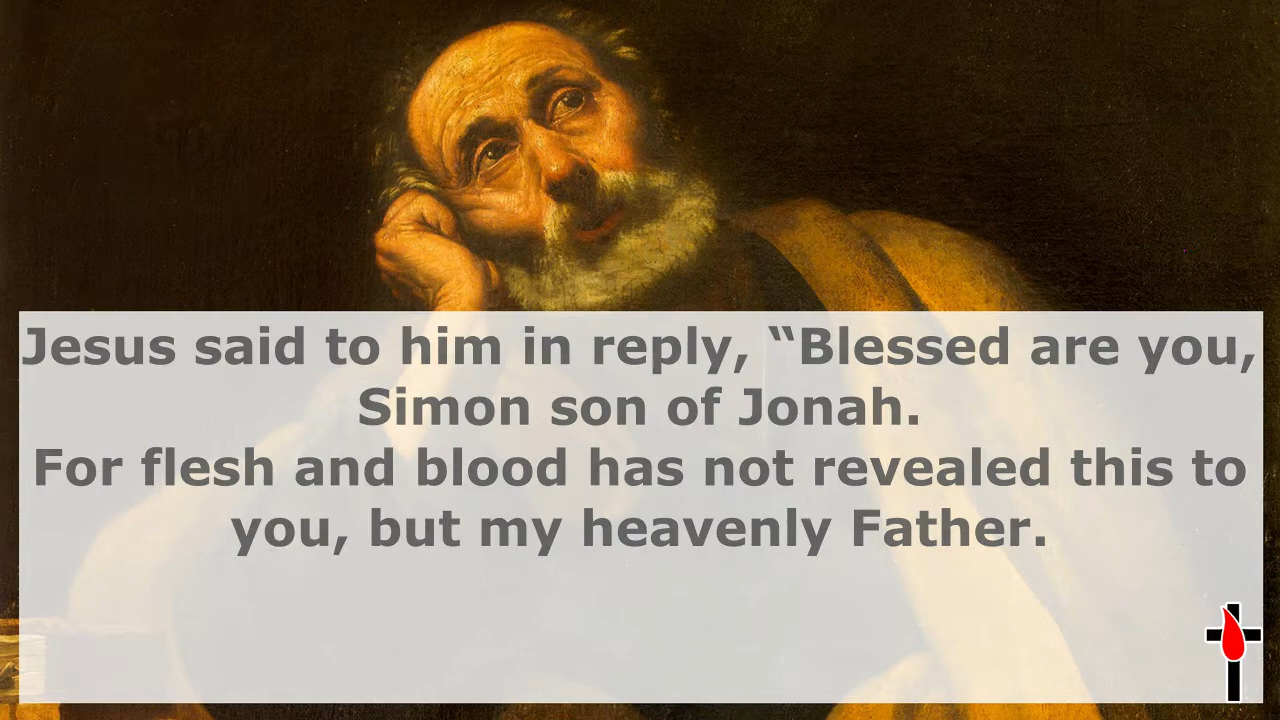 Jesus said to him in reply, “Blessed are you,
Simon son of Jonah.
For flesh and blood has not revealed this to
you, but my heavenly Father.